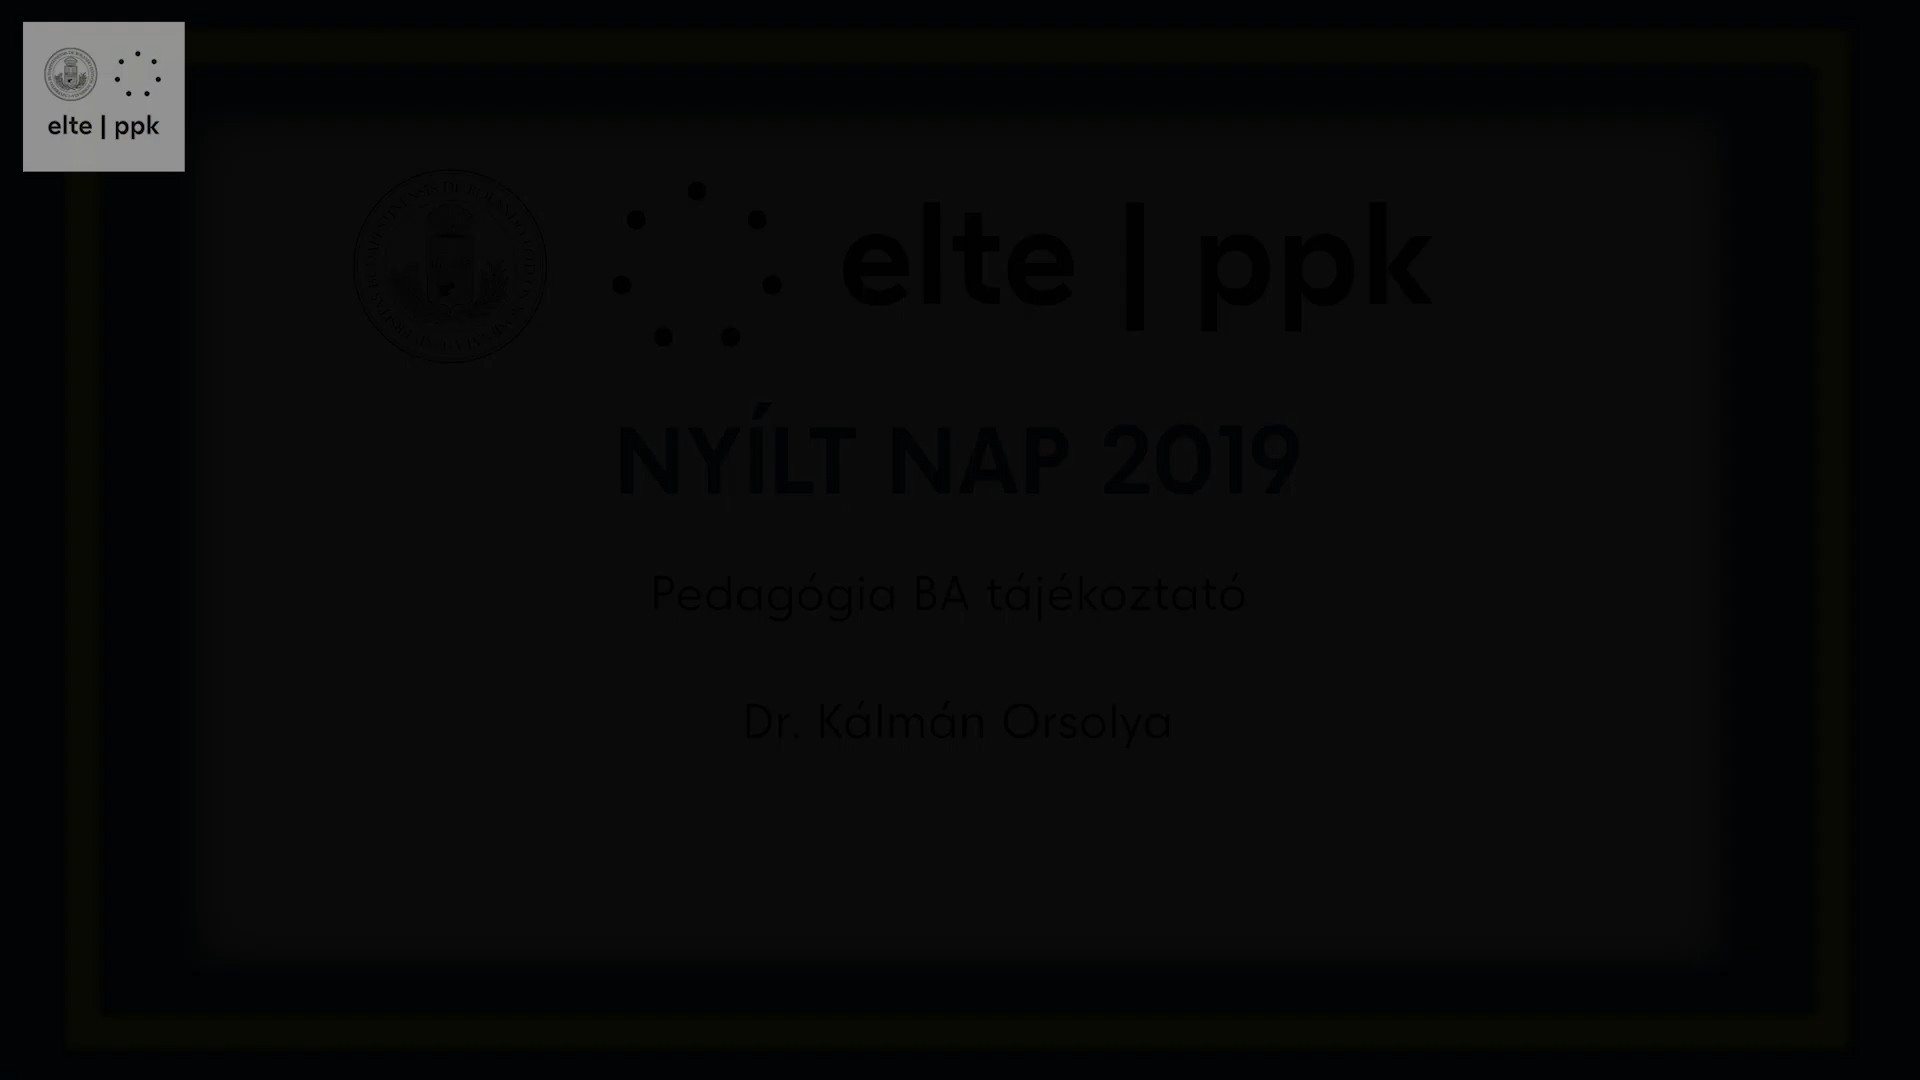 elte | ppk
elte | ppk
NYÍLT NAP 2019
Pedagógia BA tájékoztató
Dr. Kálmán Orsolya